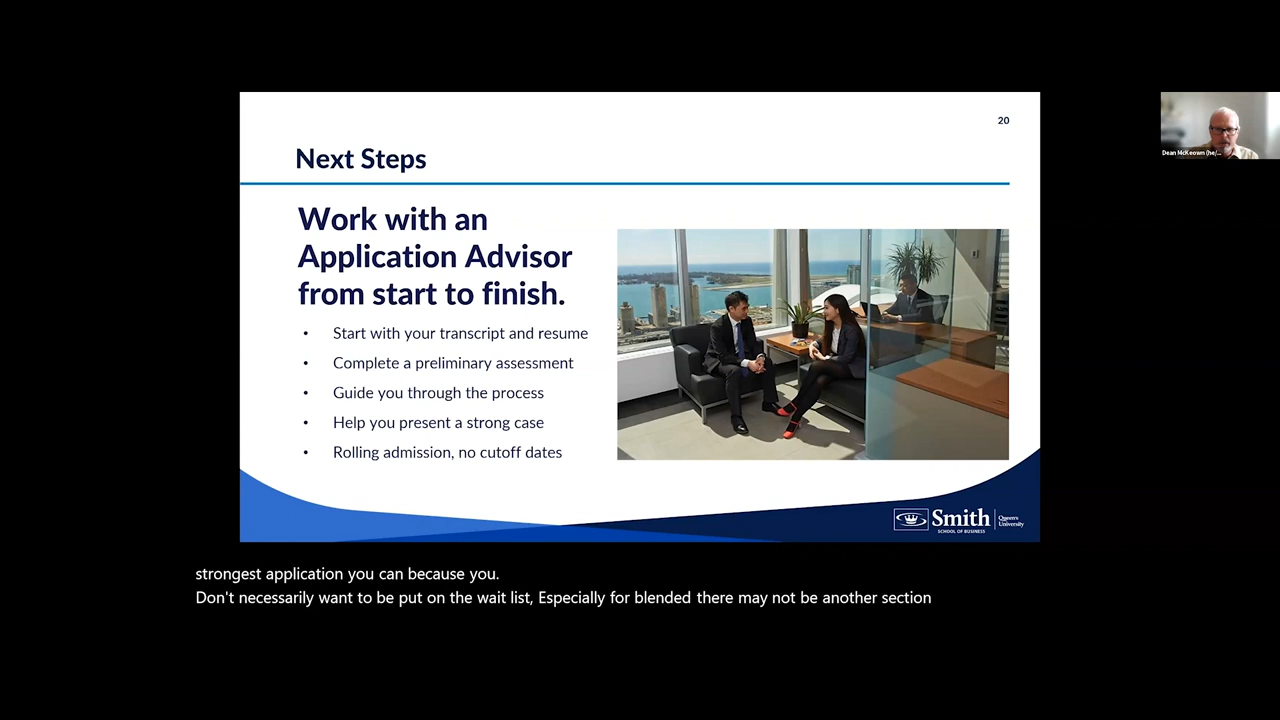 20
Next Steps
Work with an
Application Advisor
from start to finish.
• Start with your transcript and resume
• Complete a preliminary assessment
• Guide you through the process
• Help you present a strong case
• Rolling admission, no cutoff dates
Smith
SCHOOL OF BUSINESS
Queen's
University
Dean McKeown (he/...
strongest application you can because you.
Don't necessarily want to be put on the wait list, Especially for blended there may not be another section